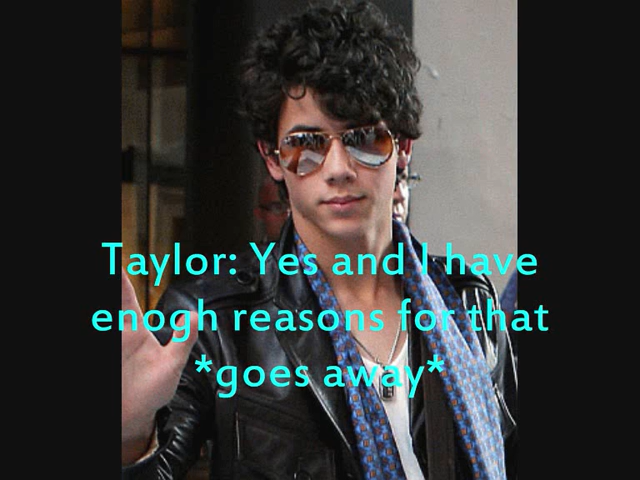 Taylor: Yes and I have
enogh reasons for that
*goes away*